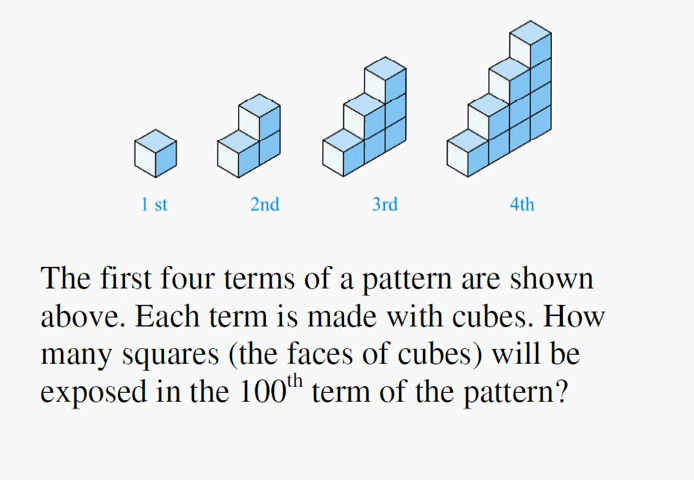 1 st 2nd 3rd 4th
The first four terms of a pattern are shown
above. Each term is made with cubes. How
many squares (the faces of cubes) will be
exposed in the 100th term of the pattern?